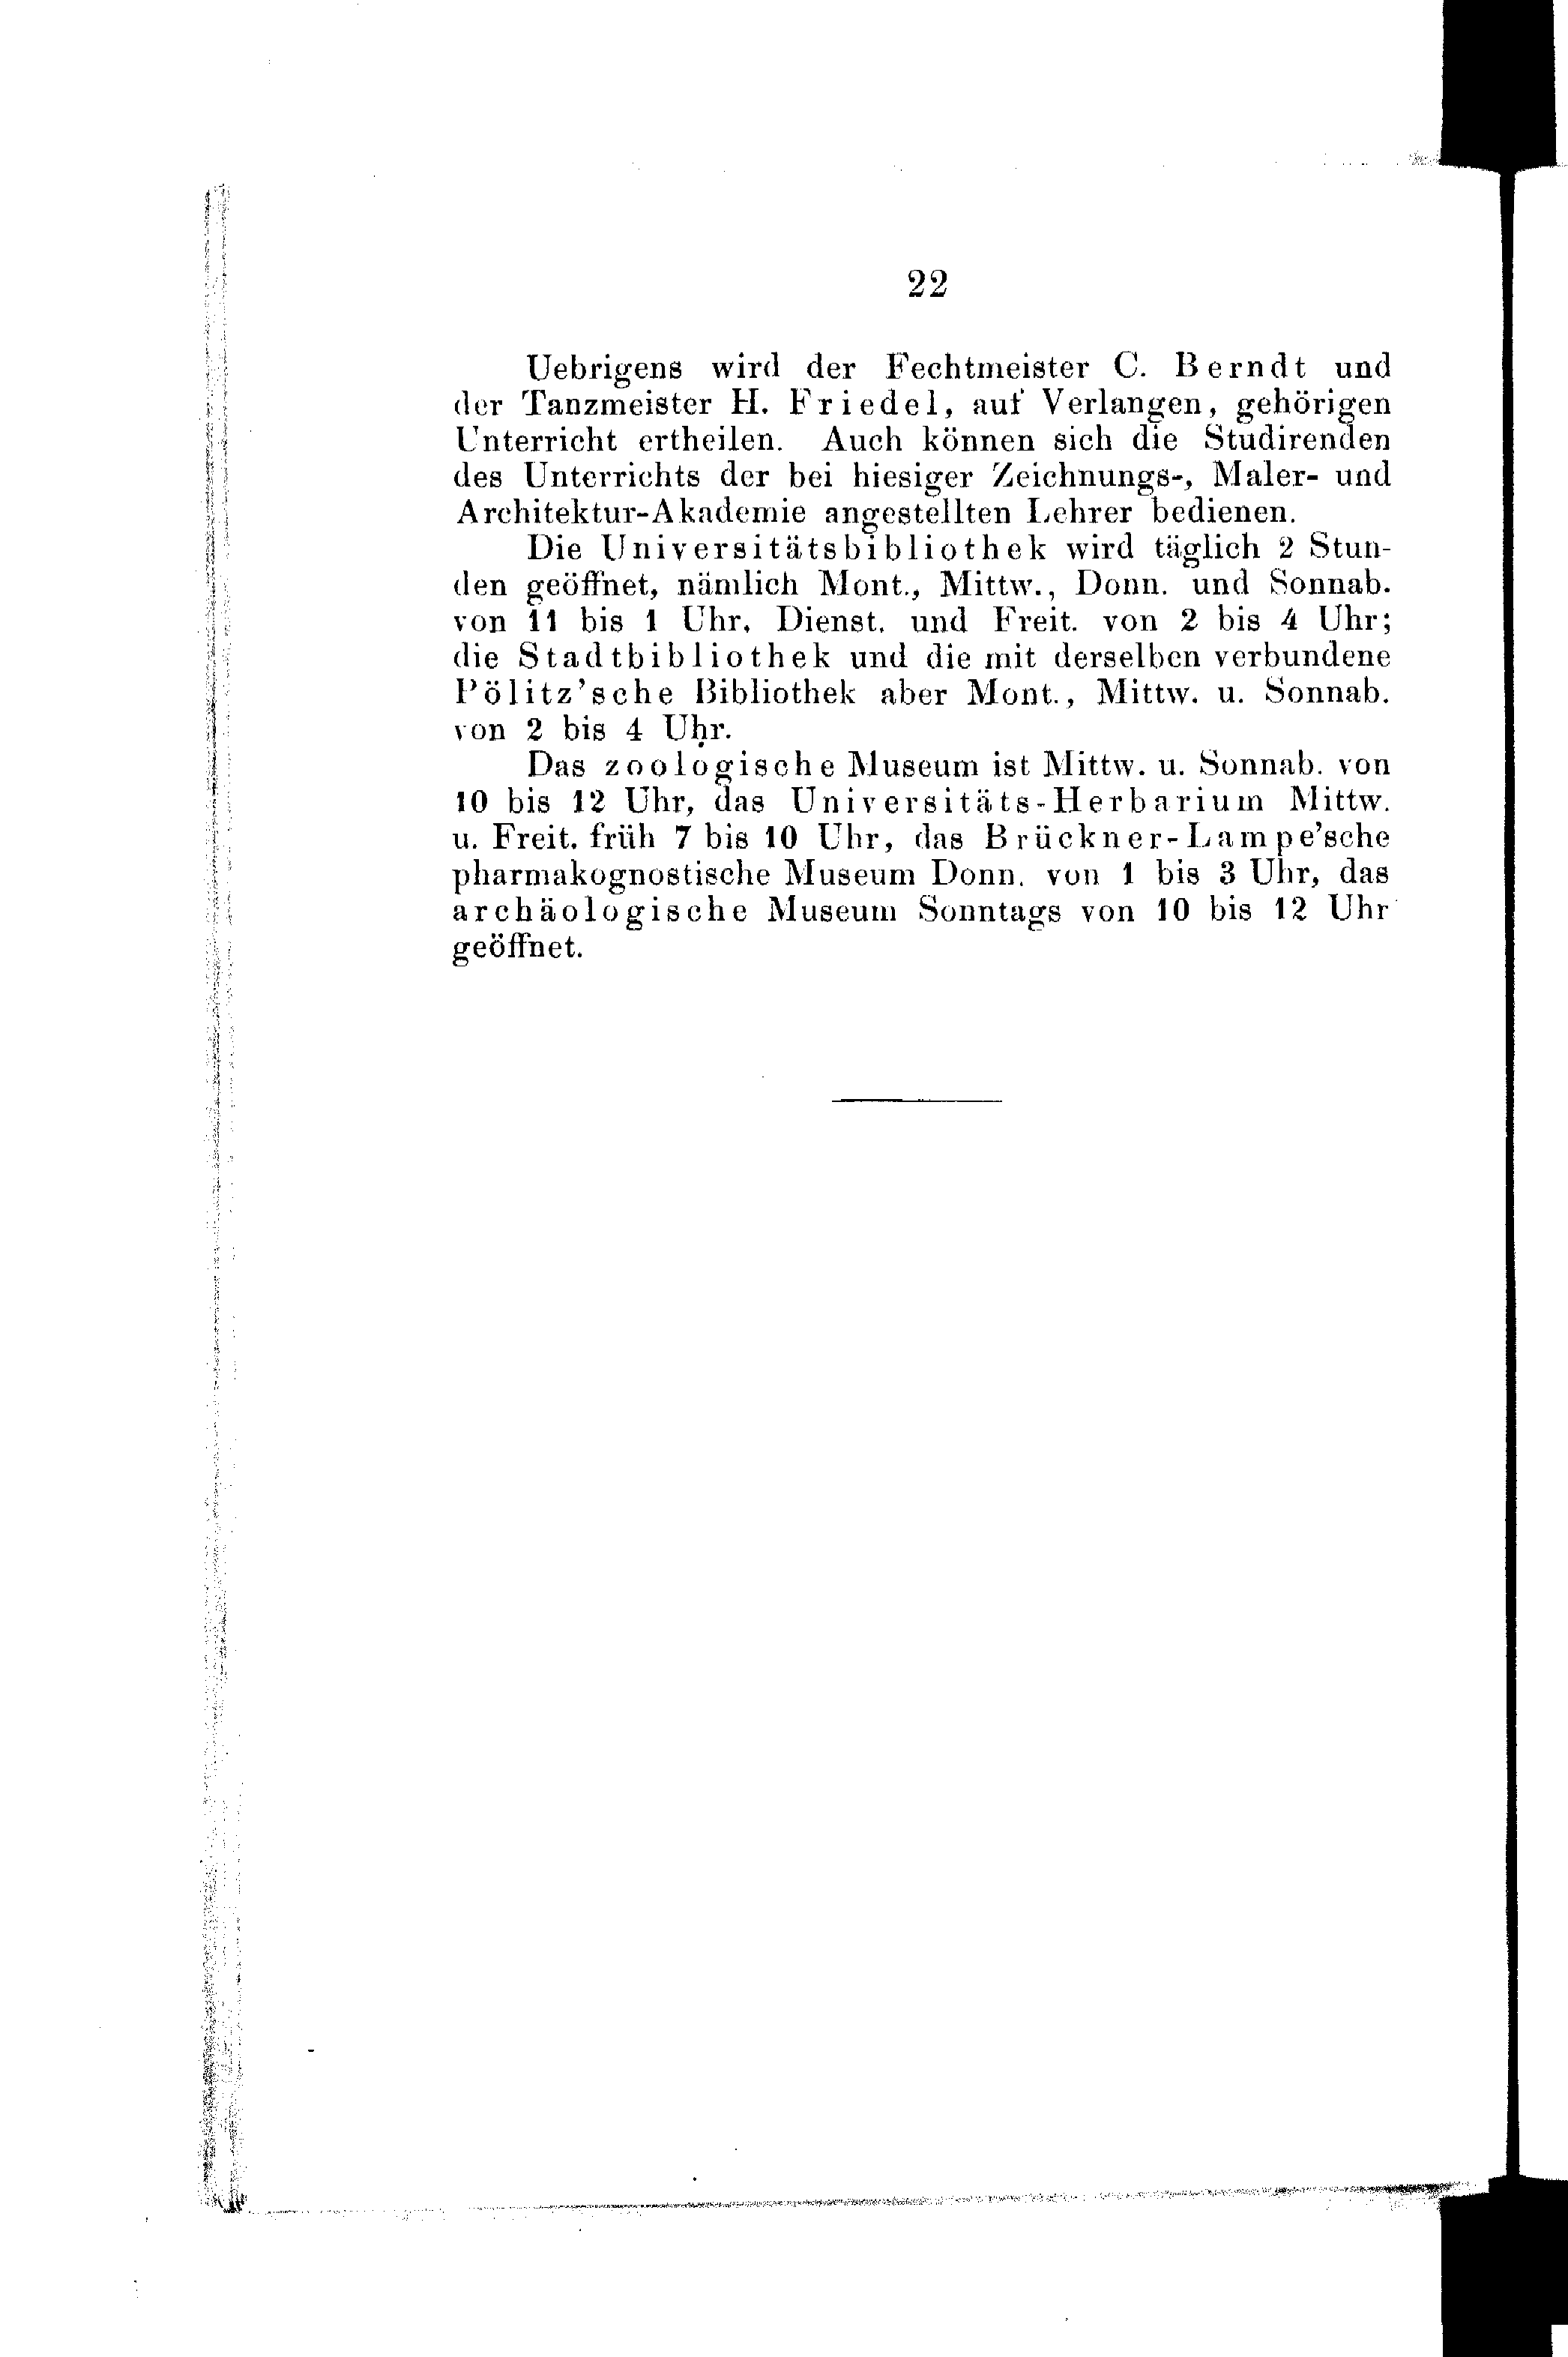 22
Uebrigens wird der Fechtmeister C. Berndt und
der Tanzmeister H. Friedel, auf Verlangen, gehörigen
Unterricht ertheilen. Auch können sich die Studirenden
des Unterrichts der bei hiesiger Zeichnungs-, Maler- und
Architektur-Akademie angestellten Lehrer bedienen.
Die Universitätsbibliothek wird täglich 2 Stun-
den geöffnet, nämlich Mont., Mittw., Donn. und Sonnab.
von 11 bis 1 Uhr, Dienst. und Freit. von 2 bis 4 Uhr;
die Stadtbibliothek und die mit derselben verbundene
Pölitz'sche Bibliothek aber Mont., Mittw. u. Sonnab.
von 2 bis 4 Uhr.
Das zoologische Museum ist Mittw. u. Sonnab. von
10 bis 12 Uhr, das Universitäts-Herbarium Mittw.
u. Freit. früh 7 bis 10 Uhr, das Brückner-Lampe'sche
pharmakognostische Museum Donn. von 1 bis 3 Uhr, das
archäologische Museum Sonntags von 10 bis 12 Uhr
geöffnet.